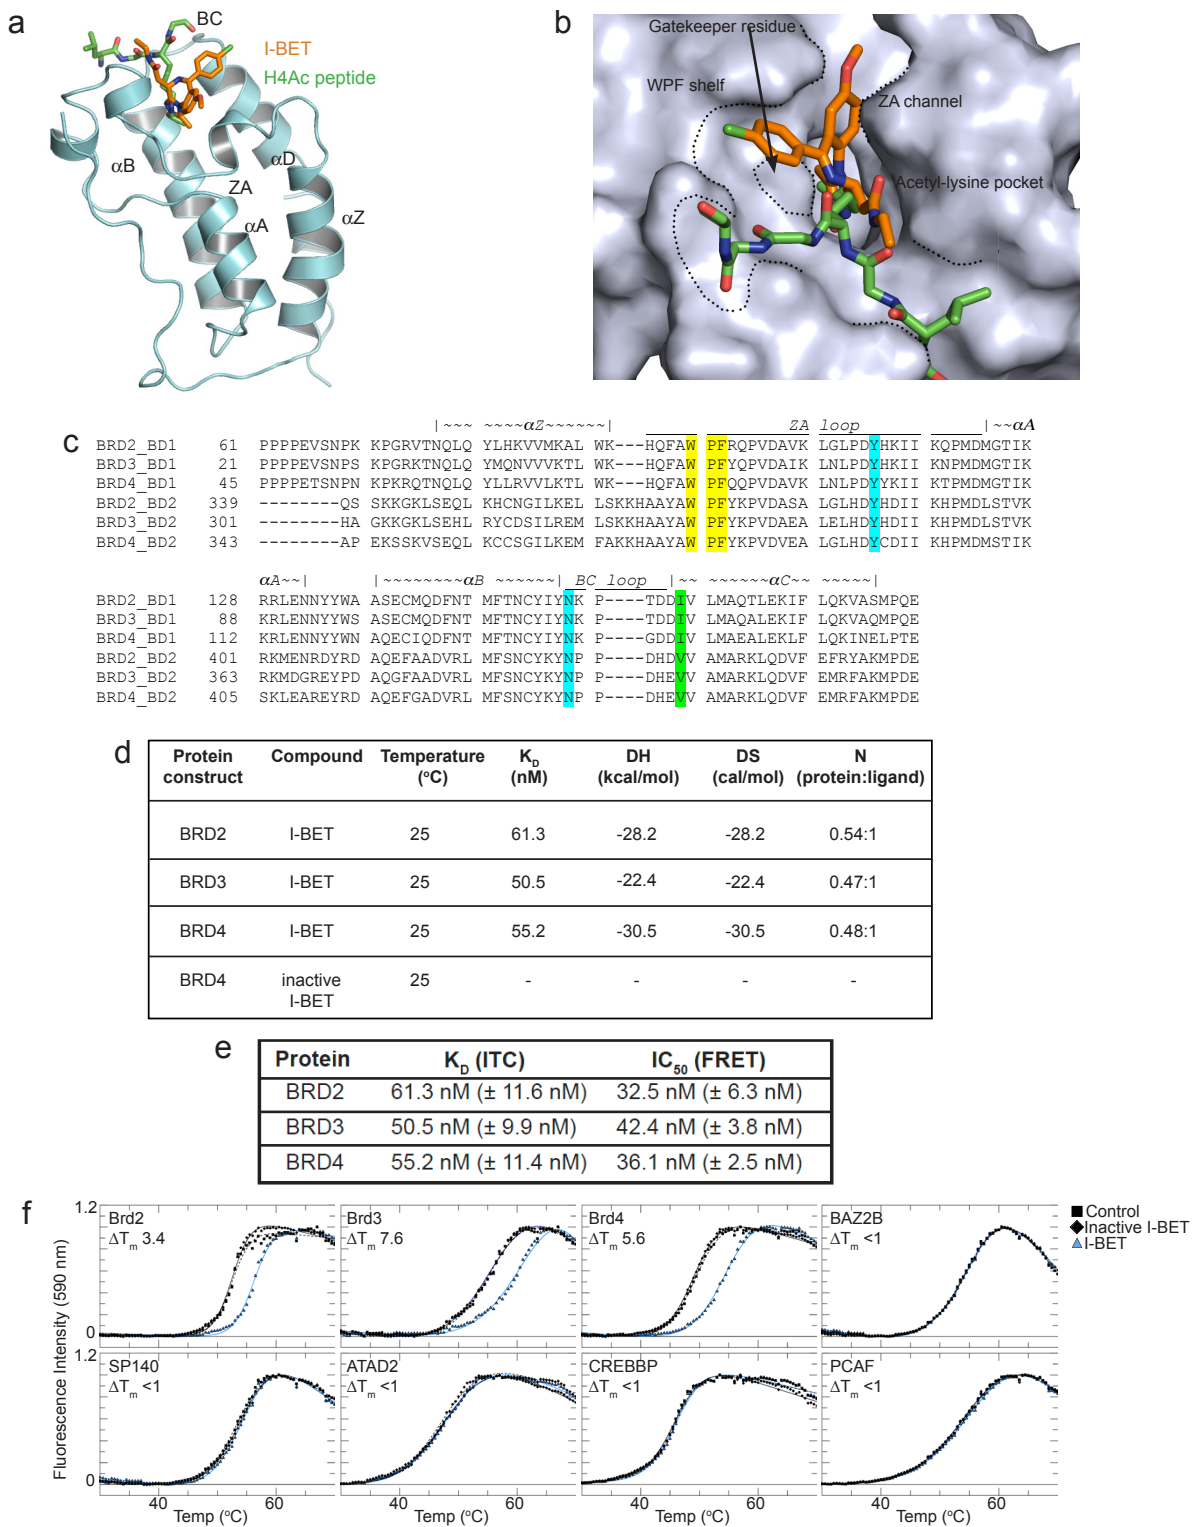 a
BC
I-BET
H4Ac peptide
αB
αD
ZA
αA
αZ
b
Gatekeeper residue
WPF shelf
ZA channel
Acetyl-lysine pocket
c
|~~~ ~~~~αZ~~~~~~| ZA loop |~~αA
BRD2_BD1 61 PPPPEVSNPK KPGRVTNQLQ YLHKVVMKAL WK---HQFAW PFRQPVDAVK LGLPDYHKII KQPMDMGTIK
BRD3_BD1 21 PPPPEVSNPS KPGRKTNQLQ YMQNVVVKTL WK---HQFAW PFYQPVDAIK LNLPDYHKII KNPMDMGTIK
BRD4_BD1 45 PPPPETSNPN KPKRQTNQLQ YLLRVVLKTL WK---HQFAW PFQQPVDAVK LNLPDYYKII KTPMDMGTIK
BRD2_BD2 339 --------QS SKKGKLSEQL KHCNGILKEL LSKKHAAYAW PFYKPVDASA LGLHDYHDII KHPMDLSTVK
BRD3_BD2 301 --------HA GKKGKLSEHL RYCDSILREM LSKKHAAYAW PFYKPVDAEA LELHDYHDII KHPMDLSTVK
BRD4_BD2 343 --------AP EKSSKVSEQL KCCSGILKEM FAKKHAAYAW PFYKPVDVEA LGLHDYCDII KHPMDMSTIK
αA~~| |~~~~~~~~αB ~~~~~~| BC loop |~~ ~~~~~~αC~~ ~~~~~|
BRD2_BD1 128 RRLENNYYWA ASECMQDFNT MFTNCYIYNK P----TDDIV LMAQTLEKIF LQKVASMPQE
BRD3_BD1 88 KRLENNYYWS ASECMQDFNT MFTNCYIYNK P----TDDIV LMAQALEKIF LQKVAQMPQE
BRD4_BD1 112 KRLENNYYWN AQECIQDFNT MFTNCYIYNK P----GDDIV LMAEALEKLF LQKINELPTE
BRD2_BD2 401 RKMENRDYRD AQEFAADVRL MFSNCYKYNP P----DHDVV AMARKLQDVF EFRYAKMPDE
BRD3_BD2 363 RKMDGREYPD AQGFAADVRL MFSNCYKYNP P----DHEVV AMARKLQDVF EMRFAKMPDE
BRD4_BD2 405 SKLEAREYRD AQEFGADVRL MFSNCYKYNP P----DHEVV AMARKLQDVF EMRFAKMPDE
d
Protein construct Compound Temperature (°C) K_D (nM) DH (kcal/mol) DS (cal/mol) N (protein:ligand)
BRD2 I-BET 25 61.3 -28.2 -28.2 0.54:1
BRD3 I-BET 25 50.5 -22.4 -22.4 0.47:1
BRD4 I-BET 25 55.2 -30.5 -30.5 0.48:1
BRD4 inactive I-BET 25 - - - -
e
Protein K_D (ITC) IC_50 (FRET)
BRD2 61.3 nM (± 11.6 nM) 32.5 nM (± 6.3 nM)
BRD3 50.5 nM (± 9.9 nM) 42.4 nM (± 3.8 nM)
BRD4 55.2 nM (± 11.4 nM) 36.1 nM (± 2.5 nM)
f
Fluorescence Intensity (590 nm)
1.2
0
Brd2
ΔT_m 3.4
Brd3
ΔT_m 7.6
Brd4
ΔT_m 5.6
BAZ2B
ΔT_m <1
Control
Inactive I-BET
I-BET
1.2
0
SP140
ΔT_m <1
ATAD2
ΔT_m <1
CREBBP
ΔT_m <1
PCAF
ΔT_m <1
40 60 40 60 40 60 40 60
Temp (°C) Temp (°C) Temp (°C) Temp (°C)